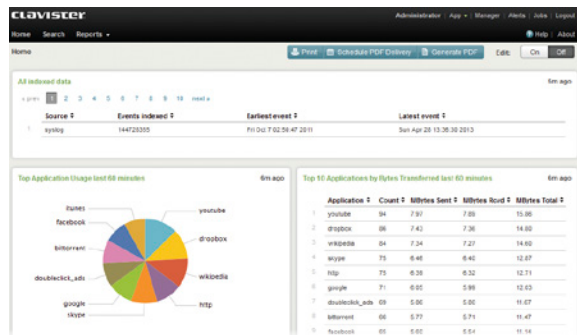 CLAVISTER
Administrator | App | Manager | Alerts | Jobs | Logout
Home Search Reports
Help | About
Home
Print Schedule PDF Delivery Generate PDF Edit: On Off
All indexed data 6m ago
« prev 1 2 3 4 5 6 7 8 9 10 next »
Source Events indexed Earliest event Latest event
1 syslog 144728355 Fri Oct 7 02:58:47 2011 Sun Apr 28 13:36:30 2013
Top Application Usage last 60 minutes 6m ago
itunes
facebook
bittorrent
doubleclick_ads
google
skype
youtube
dropbox
wikipedia
http
Top 10 Applications by Bytes Transferred last 60 minutes 6m ago
Application Count MBytes Sent MBytes Rcvd MBytes Total
1 youtube 94 7.97 7.89 15.86
2 dropbox 86 7.42 7.38 14.80
3 wikipedia 84 7.34 7.27 14.60
4 skype 75 6.48 6.40 12.87
5 http 75 6.39 6.32 12.71
6 google 71 6.05 5.98 12.03
7 doubleclick_ads 69 5.86 5.80
8 bittorrent 66 5.77 5.71 11.47
9 facebook 65 5.60 5.54 11.14